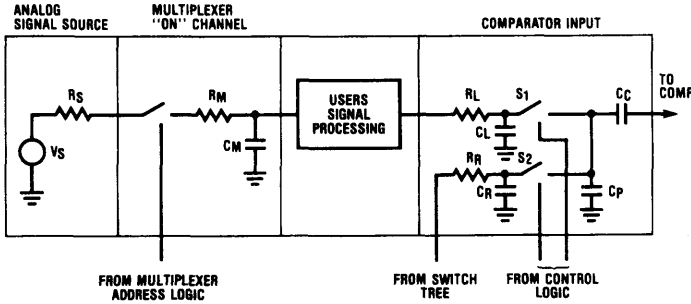 ANALOG
SIGNAL SOURCE
MULTIPLEXER
"ON" CHANNEL
COMPARATOR INPUT
RS
VS
RM
CM
USERS
SIGNAL
PROCESSING
RL
S1
CC
TO
COMP
CL
RR
S2
CR
CP
FROM MULTIPLEXER
ADDRESS LOGIC
FROM SWITCH
TREE
FROM CONTROL
LOGIC